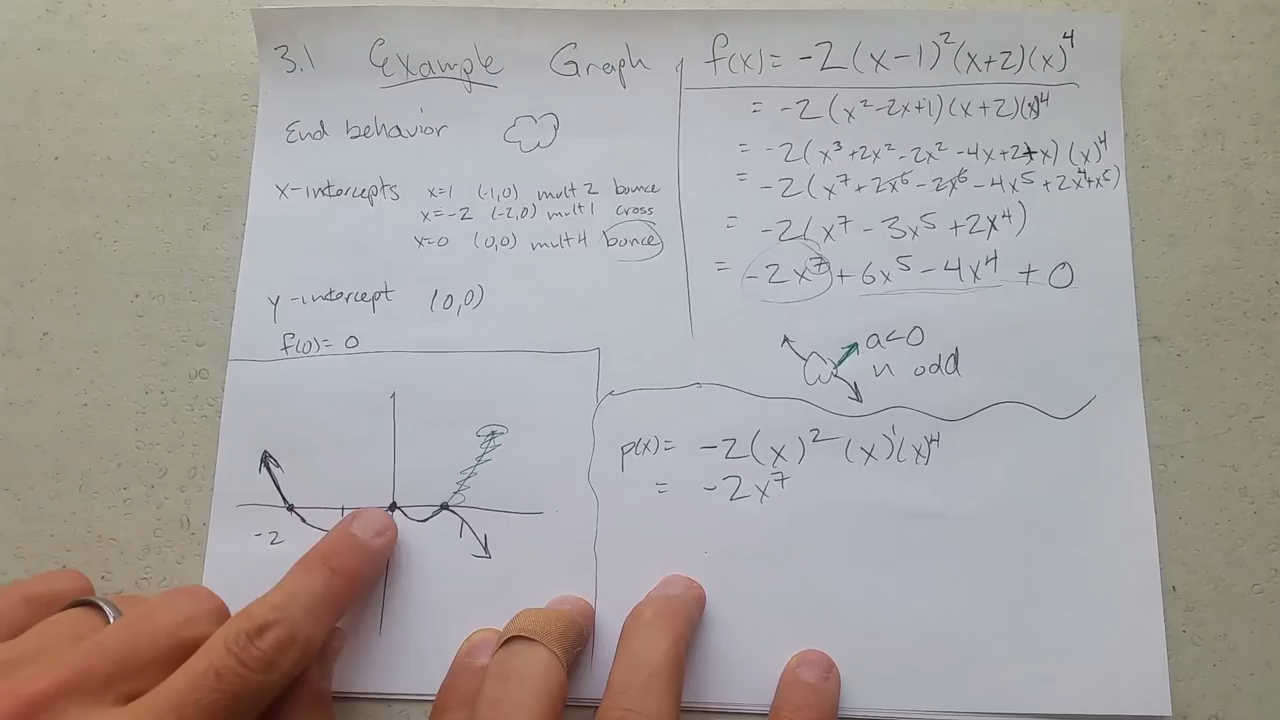 3.1 Example Graph f(x) = -2(x-1)²(x+2)(x)⁴
= -2(x²-2x+1)(x+2)(x)⁴
= -2(x³+2x²-2x²-4x+2+x)(x)⁴
= -2(x⁷+2x⁶-2x⁶-4x⁵+2x⁴+x⁵)
= -2(x⁷-3x⁵+2x⁴)
= -2x⁷+6x⁵-4x⁴+0
a<0
n odd
End behavior
x-intercepts x=1 (-1,0) mult 2 bounce
x=-2 (-2,0) mult 1 cross
x=0 (0,0) mult 4 bounce
y-intercept (0,0)
f(0)=0
-2
1
p(x)= -2(x)²(x)¹(x)⁴
= -2x⁷